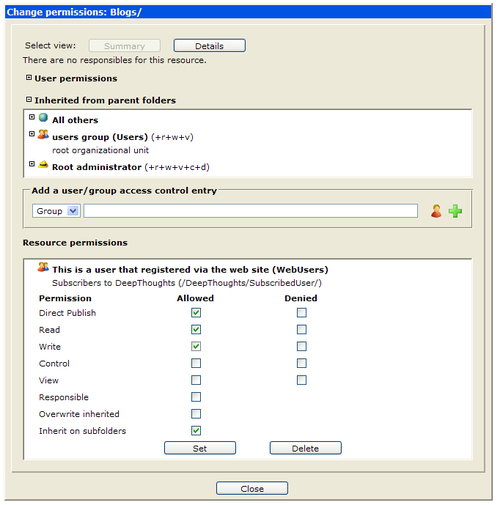 Change permissions: Blogs/
Select view: Summary Details
There are no responsibles for this resource.
User permissions
Inherited from parent folders
All others
users group (Users) (+r+w+v)
root organizational unit
Root administrator (+r+w+v+c+d)
Add a user/group access control entry
Group
Resource permissions
This is a user that registered via the web site (WebUsers)
Subscribers to DeepThoughts (/DeepThoughts/SubscribedUser/)
Permission Allowed Denied
Direct Publish
Read
Write
Control
View
Responsible
Overwrite inherited
Inherit on subfolders
Set Delete
Close